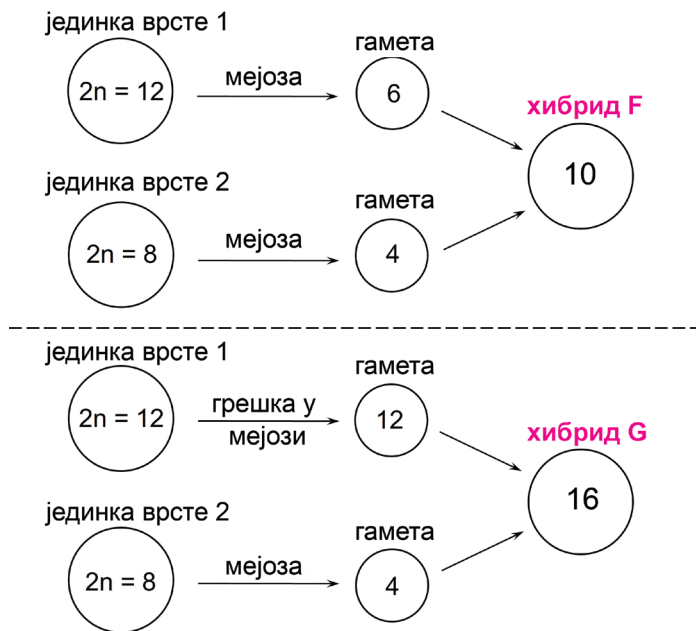 јединка врсте 1
2n = 12
мејоза
гамета
6
хибрид F
10
јединка врсте 2
2n = 8
мејоза
гамета
4
јединка врсте 1
2n = 12
грешка у
мејози
гамета
12
хибрид G
16
јединка врсте 2
2n = 8
мејоза
гамета
4